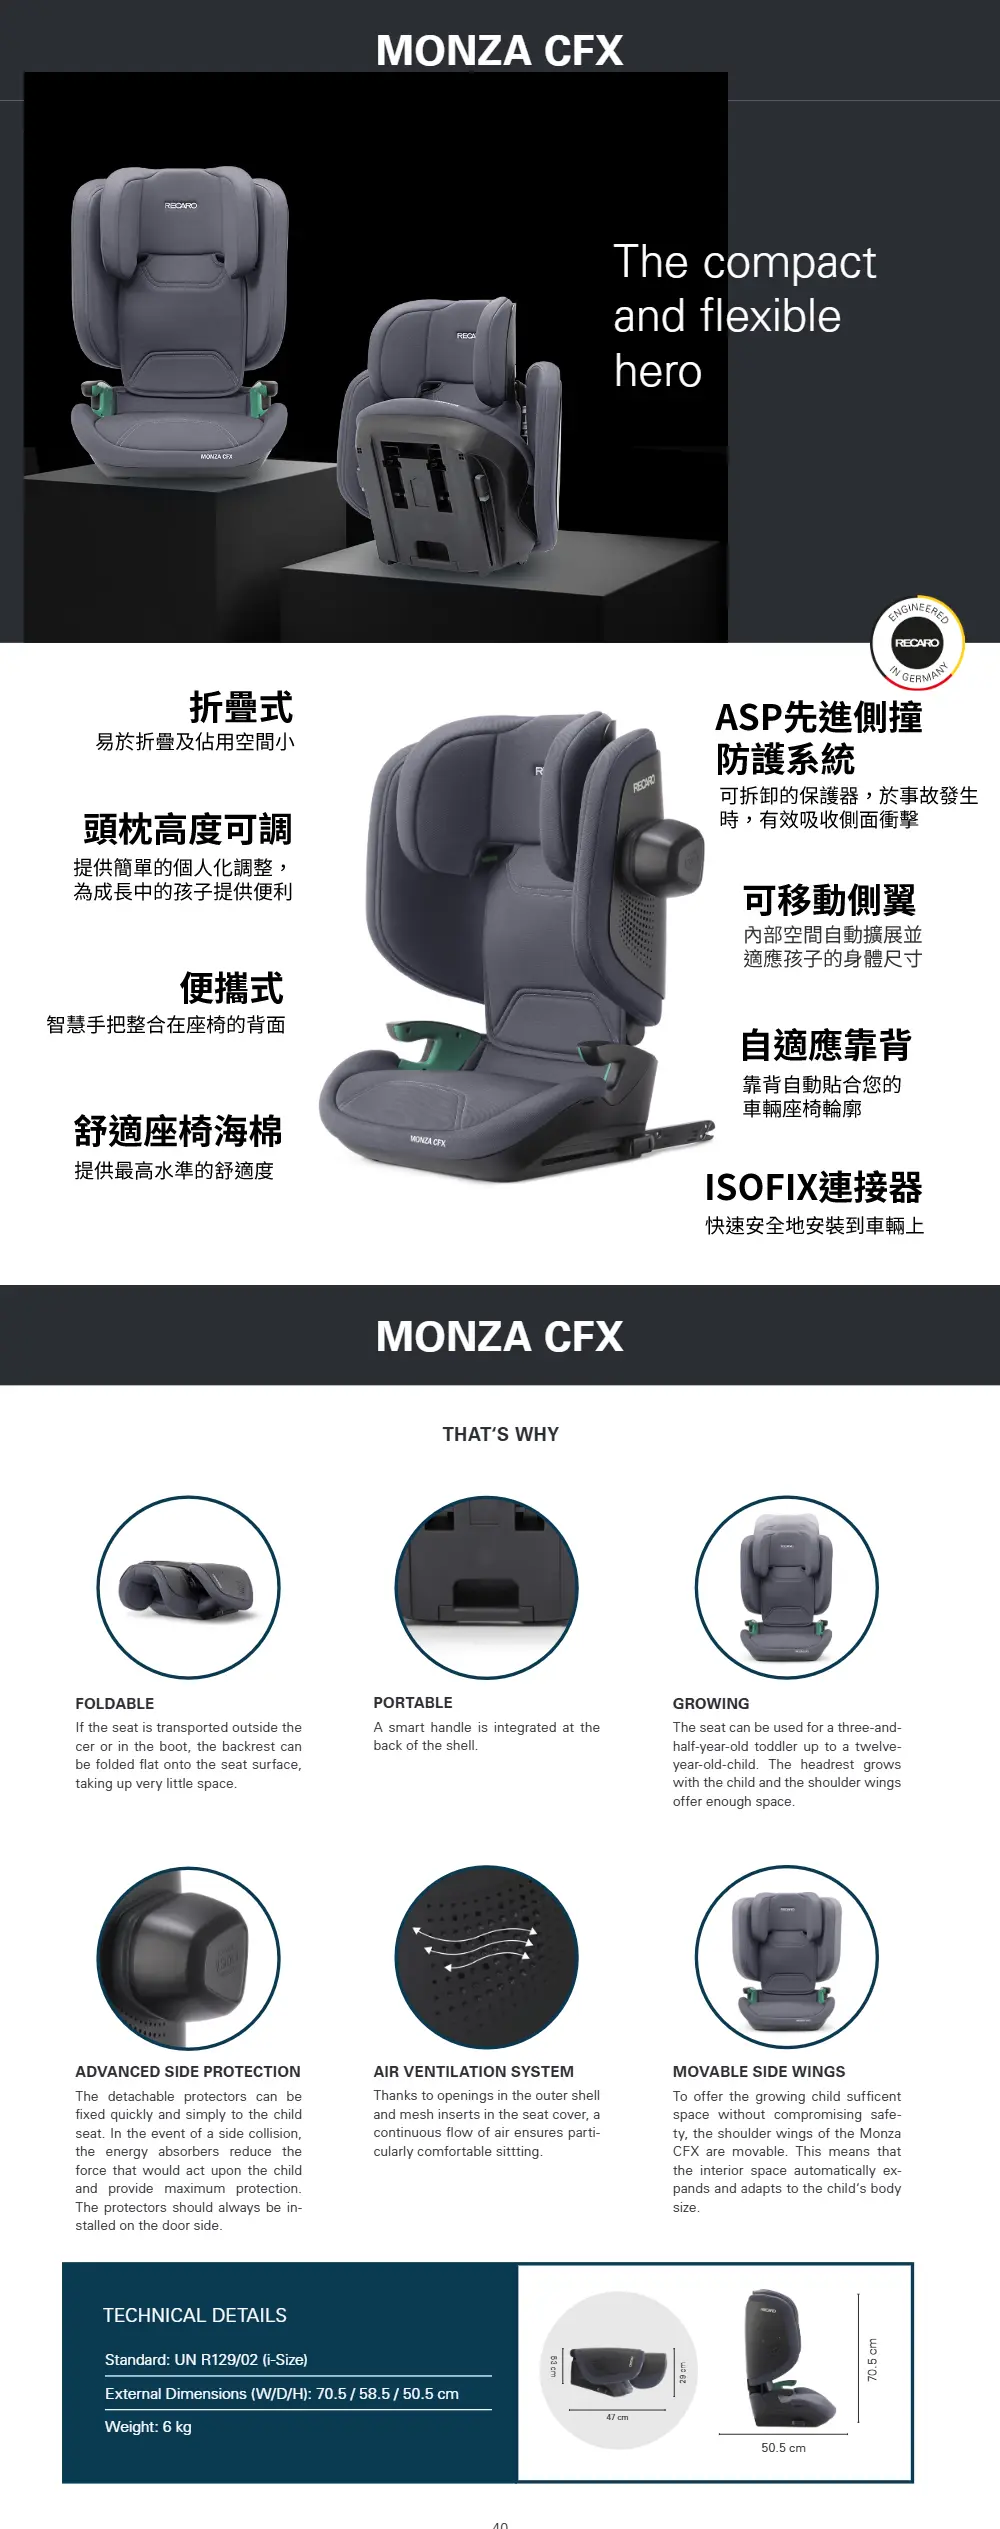 MONZA CFX
RECARO
RECA
The compact
and flexible
hero
MONZA CFX
ENGINEERED
RECARO
IN GERMANY
折疊式
易於折疊及佔用空間小
頭枕高度可調
提供簡單的個人化調整，
為成長中的孩子提供便利
便攜式
智慧手把整合在座椅的背面
舒適座椅海棉
提供最高水準的舒適度
R
RECARO
MONZA CFX
ASP先進側撞
防護系統
可拆卸的保護器，於事故發生
時，有效吸收側面衝擊
可移動側翼
內部空間自動擴展並
適應孩子的身體尺寸
自適應靠背
靠背自動貼合您的
車輛座椅輪廓
ISOFIX連接器
快速安全地安裝到車輛上
MONZA CFX
THAT‘S WHY
FOLDABLE
If the seat is transported outside the
cer or in the boot, the backrest can
be folded flat onto the seat surface,
taking up very little space.
PORTABLE
A smart handle is integrated at the
back of the shell.
GROWING
The seat can be used for a three-and-
half-year-old toddler up to a twelve-
year-old-child. The headrest grows
with the child and the shoulder wings
offer enough space.
ADVANCED SIDE PROTECTION
The detachable protectors can be
fixed quickly and simply to the child
seat. In the event of a side collision,
the energy absorbers reduce the
force that would act upon the child
and provide maximum protection.
The protectors should always be in-
stalled on the door side.
AIR VENTILATION SYSTEM
Thanks to openings in the outer shell
and mesh inserts in the seat cover, a
continuous flow of air ensures parti-
cularly comfortable sittting.
MOVABLE SIDE WINGS
To offer the growing child sufficent
space without compromising safe-
ty, the shoulder wings of the Monza
CFX are movable. This means that
the interior space automatically ex-
pands and adapts to the child‘s body
size.
TECHNICAL DETAILS
Standard: UN R129/02 (i-Size)
External Dimensions (W/D/H): 70.5 / 58.5 / 50.5 cm
Weight: 6 kg
53 cm
29 cm
47 cm
RECARO
70.5 cm
50.5 cm
40